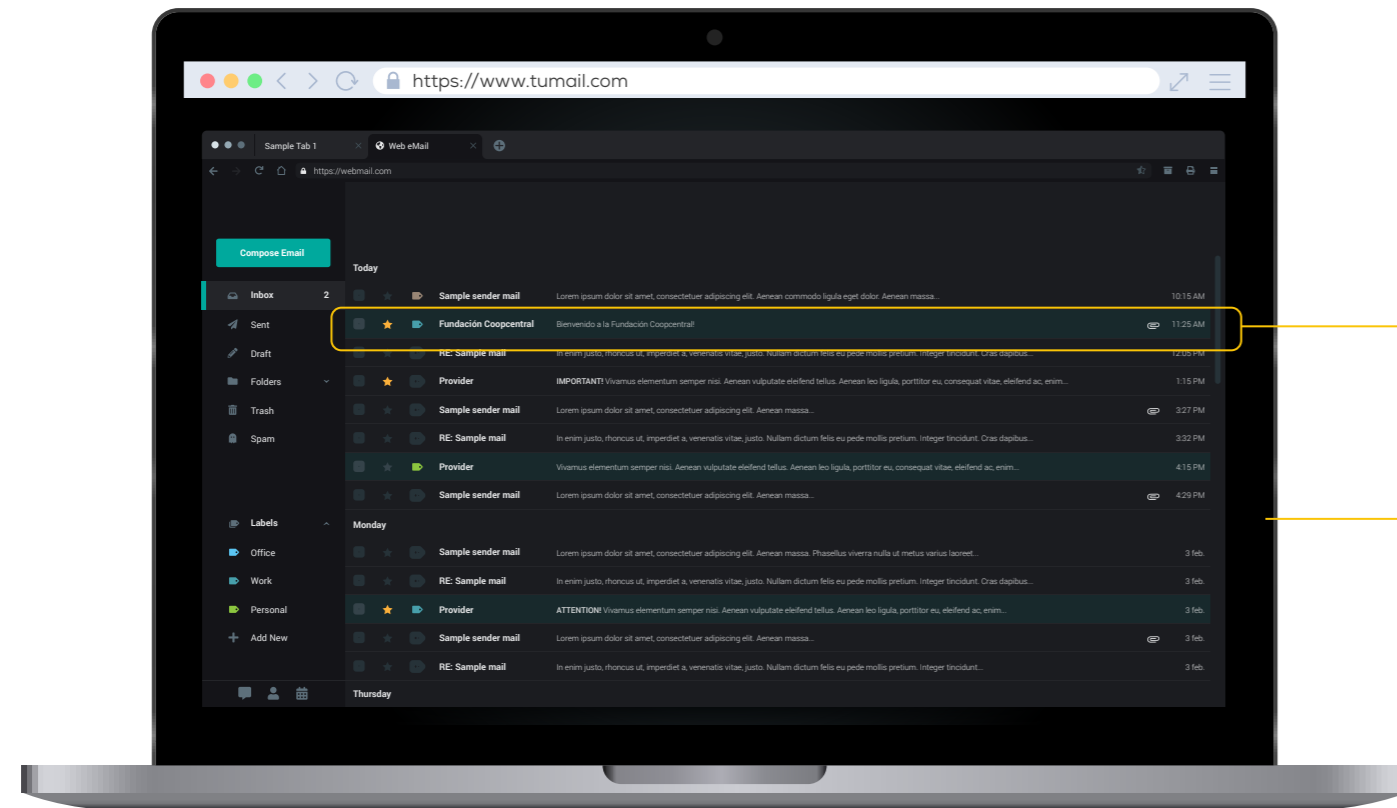 https://www.tumail.com
Sample Tab 1
Web eMail
https://webmail.com
Compose Email
Inbox 2
Sent
Draft
Folders
Trash
Spam
Labels
Office
Work
Personal
Add New
Today
Sample sender mail Lorem ipsum dolor sit amet, consectetuer adipiscing elit. Aenean commodo ligula eget dolor. Aenean massa... 10:15 AM
Fundación Coopcentral Bienvenido a la Fundación Coopcentral! 11:25 AM
RE: Sample mail In enim justo, rhoncus ut, imperdiet a, venenatis vitae, justo. Nullam dictum felis eu pede mollis pretium. Integer tincidunt. Cras dapibus... 12:05 PM
Provider IMPORTANT! Vivamus elementum semper nisi. Aenean vulputate eleifend tellus. Aenean leo ligula, porttitor eu, consequat vitae, eleifend ac, enim... 1:15 PM
Sample sender mail Lorem ipsum dolor sit amet, consectetuer adipiscing elit. Aenean massa... 3:27 PM
RE: Sample mail In enim justo, rhoncus ut, imperdiet a, venenatis vitae, justo. Nullam dictum felis eu pede mollis pretium. Integer tincidunt. Cras dapibus... 3:32 PM
Provider Vivamus elementum semper nisi. Aenean vulputate eleifend tellus. Aenean leo ligula, porttitor eu, consequat vitae, eleifend ac, enim... 4:15 PM
Sample sender mail Lorem ipsum dolor sit amet, consectetuer adipiscing elit. Aenean massa... 4:29 PM
Monday
Sample sender mail Lorem ipsum dolor sit amet, consectetuer adipiscing elit. Aenean massa. Phasellus viverra nulla ut metus varius laoreet... 3 feb.
RE: Sample mail In enim justo, rhoncus ut, imperdiet a, venenatis vitae, justo. Nullam dictum felis eu pede mollis pretium. Integer tincidunt. Cras dapibus... 3 feb.
Provider ATTENTION! Vivamus elementum semper nisi. Aenean vulputate eleifend tellus. Aenean leo ligula, porttitor eu, eleifend ac, enim... 3 feb.
Sample sender mail Lorem ipsum dolor sit amet, consectetuer adipiscing elit. Aenean massa... 3 feb.
RE: Sample mail In enim justo, rhoncus ut, imperdiet a, venenatis vitae, justo. Nullam dictum felis eu pede mollis pretium. Integer tincidunt... 3 feb.
Thursday